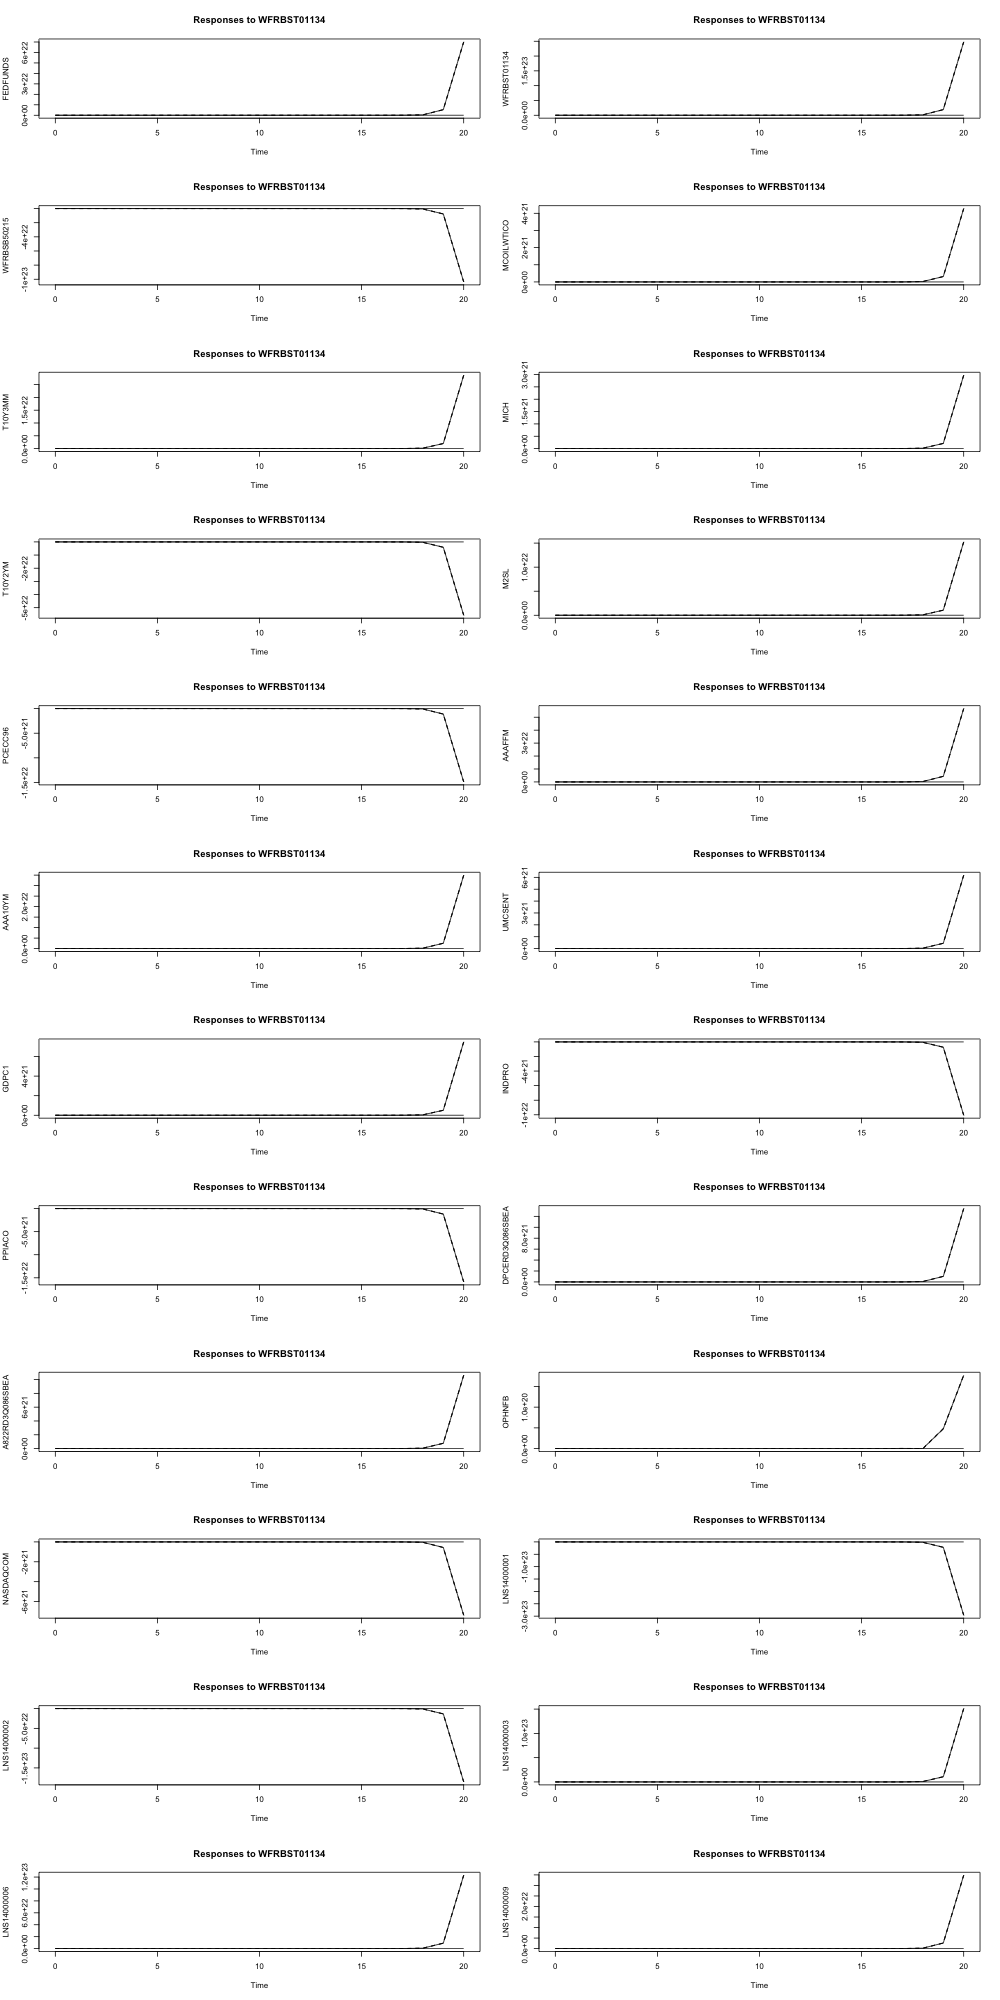 Responses to WFRBST01134
FEDFUNDS
0e+00 3e+22 6e+22
0 5 10 15 20
Time
Responses to WFRBST01134
WFRBST01134
0.0e+00 1.5e+23
0 5 10 15 20
Time
Responses to WFRBST01134
WFRBSB50215
-1e+23 -4e+22
0 5 10 15 20
Time
Responses to WFRBST01134
MCOILWTICO
0e+00 2e+21 4e+21
0 5 10 15 20
Time
Responses to WFRBST01134
T10Y3MM
0.0e+00 1.5e+22
0 5 10 15 20
Time
Responses to WFRBST01134
MICH
0.0e+00 1.5e+21 3.0e+21
0 5 10 15 20
Time
Responses to WFRBST01134
T10Y2YM
-5e+22 -2e+22
0 5 10 15 20
Time
Responses to WFRBST01134
M2SL
0.0e+00 1.0e+22
0 5 10 15 20
Time
Responses to WFRBST01134
PCECC96
-1.5e+22 -5.0e+21
0 5 10 15 20
Time
Responses to WFRBST01134
AAAFFM
0e+00 3e+22
0 5 10 15 20
Time
Responses to WFRBST01134
AAA10YM
0.0e+00 2.0e+22
0 5 10 15 20
Time
Responses to WFRBST01134
UMCSENT
0e+00 3e+21 6e+21
0 5 10 15 20
Time
Responses to WFRBST01134
GDPC1
0e+00 4e+21
0 5 10 15 20
Time
Responses to WFRBST01134
INDPRO
-1e+22 -4e+21
0 5 10 15 20
Time
Responses to WFRBST01134
PPIACO
-1.5e+22 -5.0e+21
0 5 10 15 20
Time
Responses to WFRBST01134
DPCERD3Q086SBEA
0.0e+00 8.0e+21
0 5 10 15 20
Time
Responses to WFRBST01134
A822RD3Q086SBEA
0e+00 6e+21
0 5 10 15 20
Time
Responses to WFRBST01134
OPHNFB
0.0e+00 1.0e+20
0 5 10 15 20
Time
Responses to WFRBST01134
NASDAQCOM
-6e+21 -2e+21
0 5 10 15 20
Time
Responses to WFRBST01134
LNS14000001
-3.0e+23 -1.0e+23
0 5 10 15 20
Time
Responses to WFRBST01134
LNS14000002
-1.5e+23 -5.0e+22
0 5 10 15 20
Time
Responses to WFRBST01134
LNS14000003
0.0e+00 1.0e+23
0 5 10 15 20
Time
Responses to WFRBST01134
LNS14000006
0.0e+00 6.0e+22 1.2e+23
0 5 10 15 20
Time
Responses to WFRBST01134
LNS14000009
0.0e+00 2.0e+22
0 5 10 15 20
Time